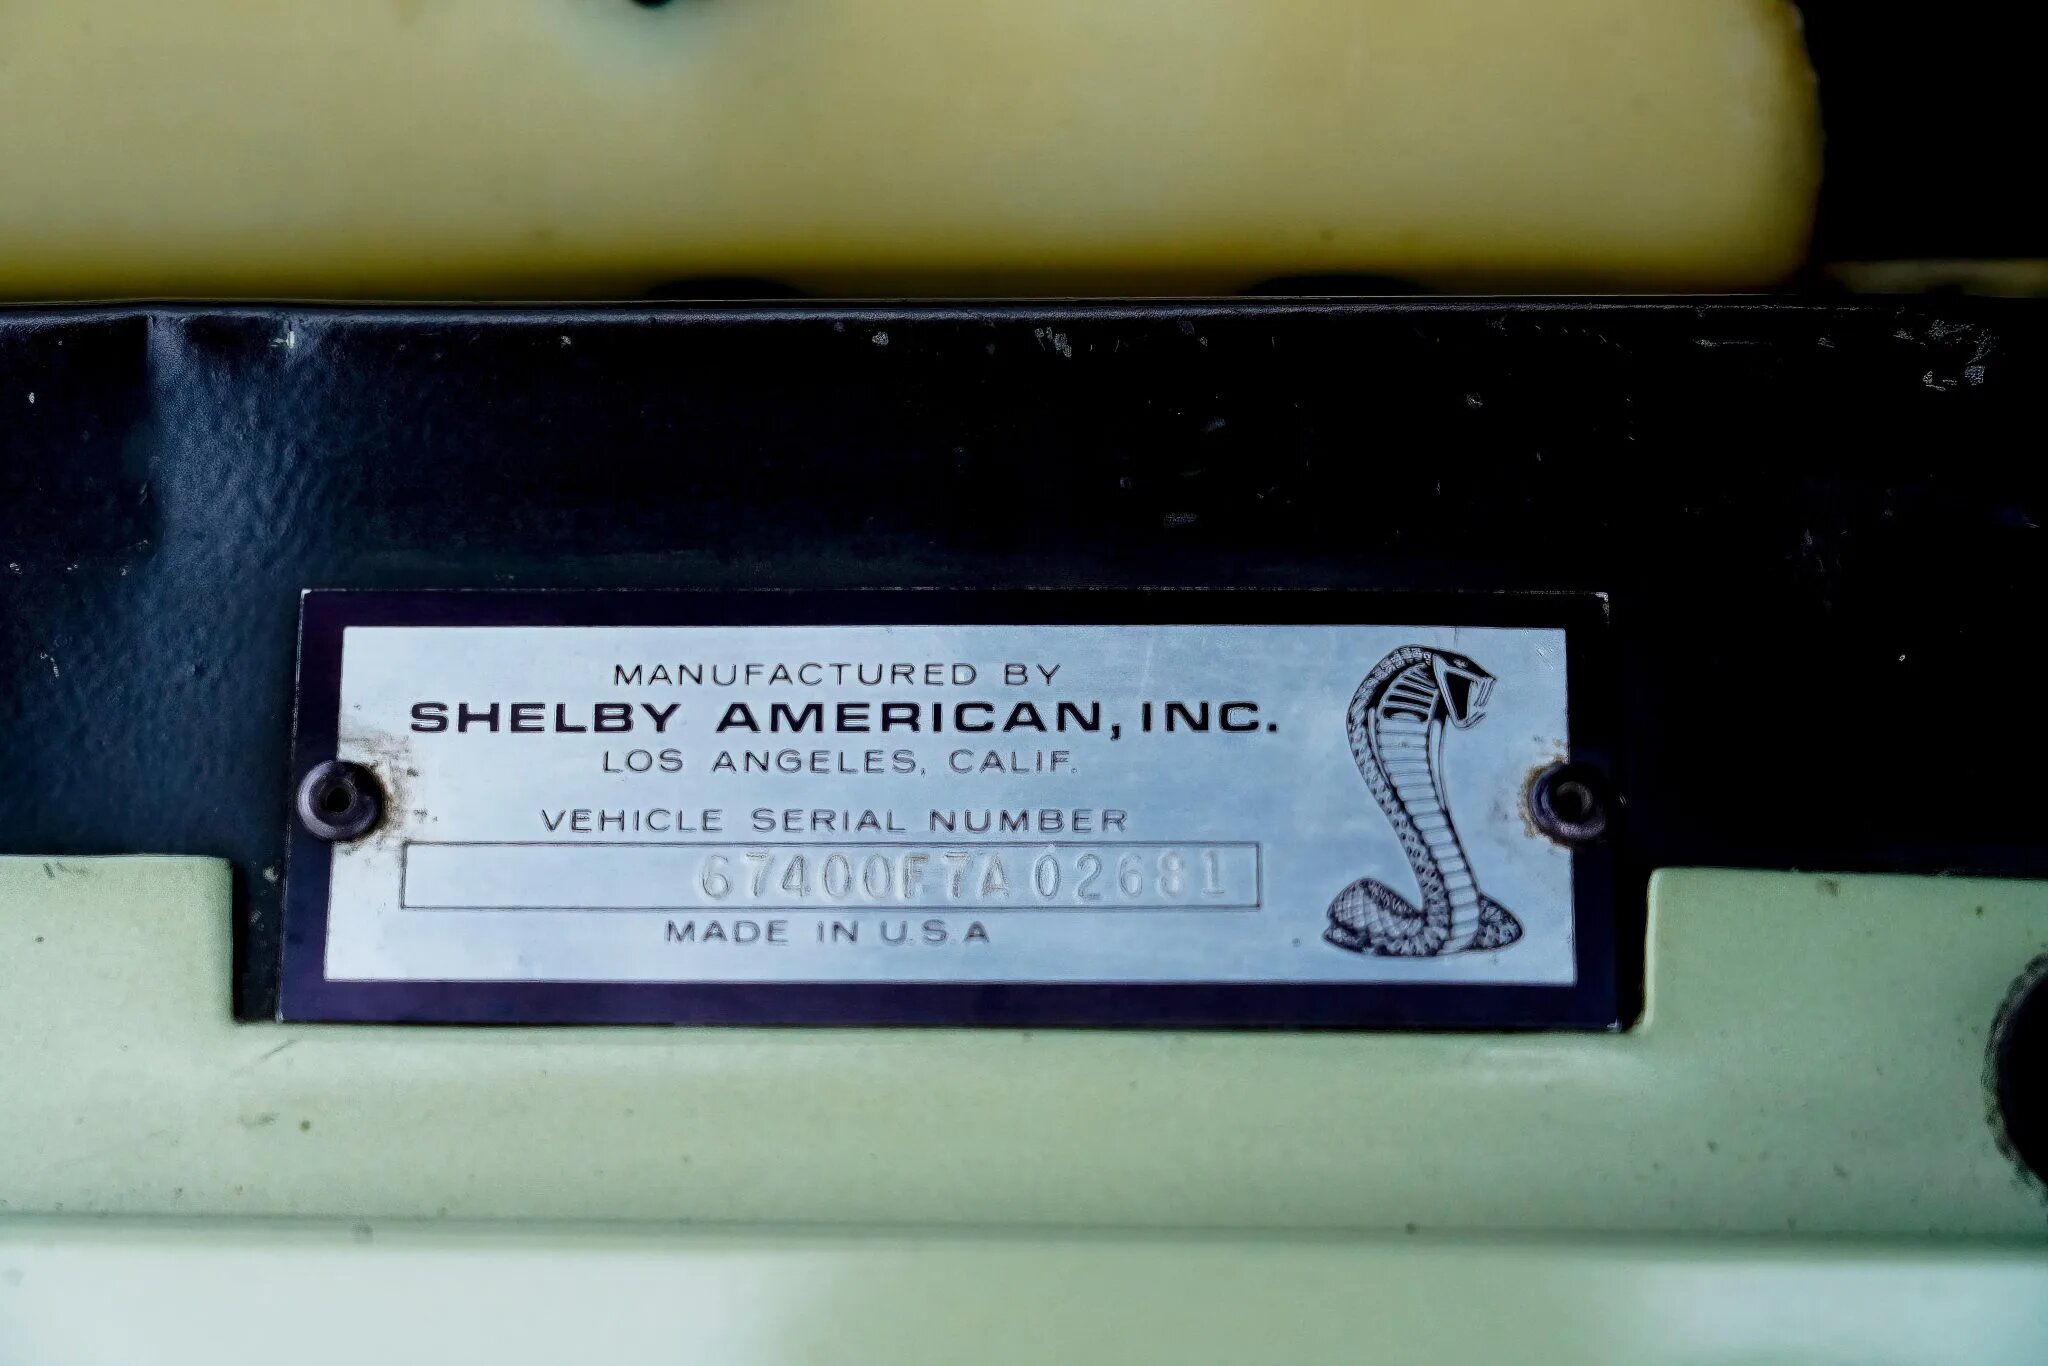 MANUFACTURED BY
SHELBY AMERICAN, INC.
LOS ANGELES, CALIF.
VEHICLE SERIAL NUMBER
67400F7A02681
MADE IN U.S.A